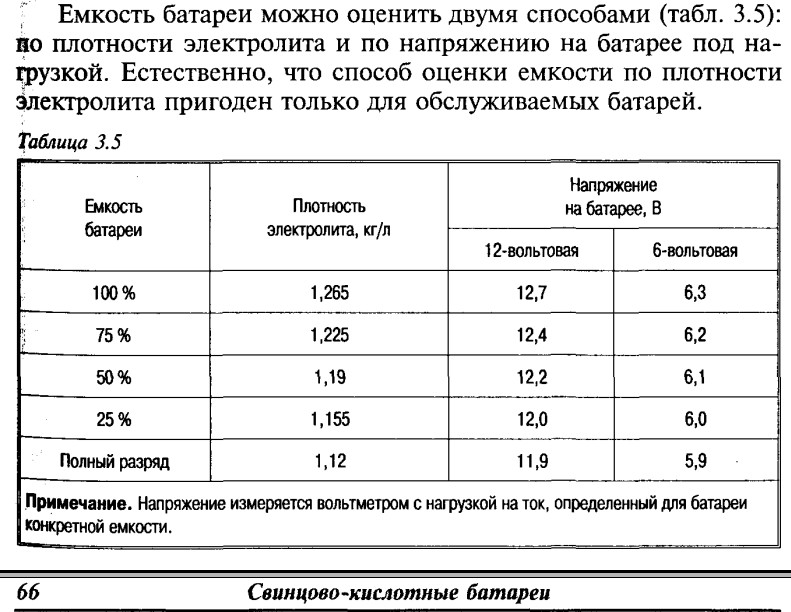 Емкость батареи можно оценить двумя способами (табл. 3.5):
по плотности электролита и по напряжению на батарее под на-
грузкой. Естественно, что способ оценки емкости по плотности
электролита пригоден только для обслуживаемых батарей.
Таблица 3.5
Емкость батареи
Плотность электролита, кг/л
Напряжение на батарее, В
12-вольтовая 6-вольтовая
100 % 1,265 12,7 6,3
75 % 1,225 12,4 6,2
50 % 1,19 12,2 6,1
25 % 1,155 12,0 6,0
Полный разряд 1,12 11,9 5,9
Примечание. Напряжение измеряется вольтметром с нагрузкой на ток, определенный для батареи
конкретной емкости.
66 Свинцово-кислотные батареи